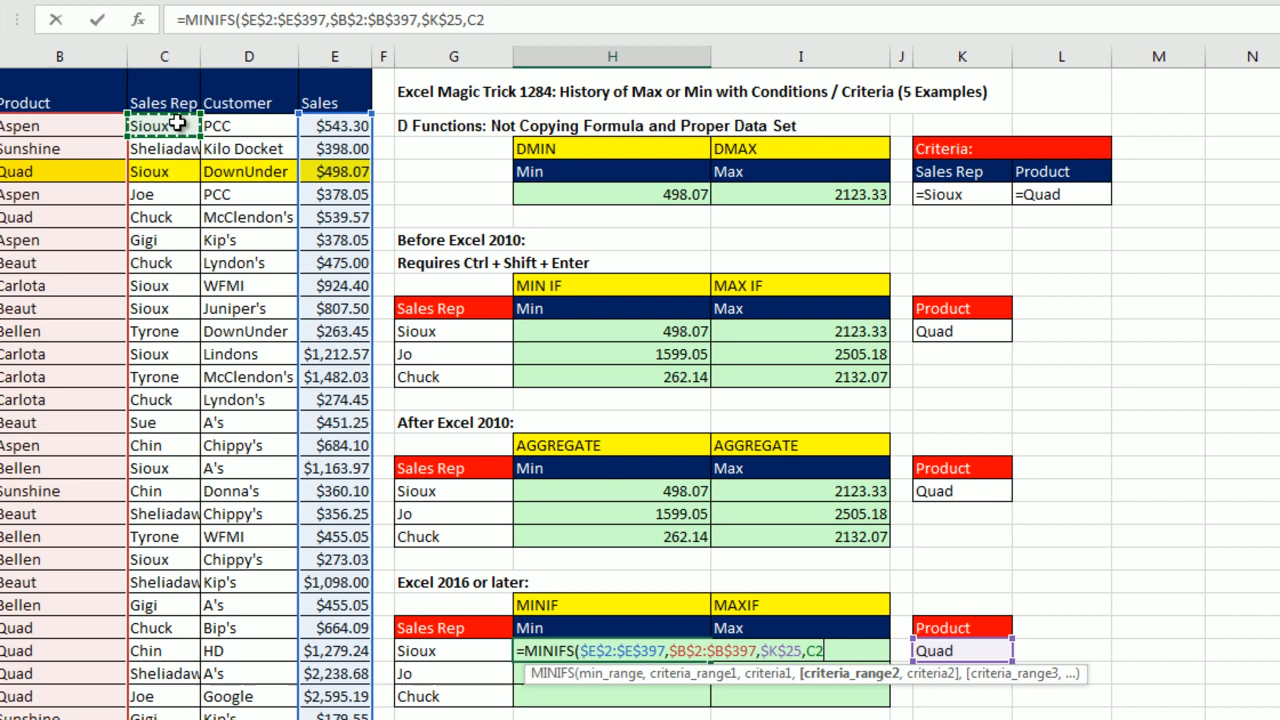 fx =MINIFS($E$2:$E$397,$B$2:$B$397,$K$25,C2
B C D E F G H I J K L M N
Product Sales Rep Customer Sales Excel Magic Trick 1284: History of Max or Min with Conditions / Criteria (5 Examples)
Aspen Sioux PCC $543.30 D Functions: Not Copying Formula and Proper Data Set
Sunshine Sheliadaw Kilo Docket $398.00 DMIN DMAX Criteria:
Quad Sioux DownUnder $498.07 Min Max Sales Rep Product
Aspen Joe PCC $378.05 498.07 2123.33 =Sioux =Quad
Quad Chuck McClendon's $539.57
Aspen Gigi Kip's $378.05 Before Excel 2010:
Beaut Chuck Lyndon's $475.00 Requires Ctrl + Shift + Enter
Carlota Sioux WFMI $924.40 MIN IF MAX IF
Beaut Sioux Juniper's $807.50 Sales Rep Min Max Product
Bellen Tyrone DownUnder $263.45 Sioux 498.07 2123.33 Quad
Carlota Sioux Lindons $1,212.57 Jo 1599.05 2505.18
Carlota Tyrone McClendon's $1,482.03 Chuck 262.14 2132.07
Carlota Chuck Lyndon's $274.45
Beaut Sue A's $451.25 After Excel 2010:
Aspen Chin Chippy's $684.10 AGGREGATE AGGREGATE
Bellen Sioux A's $1,163.97 Sales Rep Min Max Product
Sunshine Chin Donna's $360.10 Sioux 498.07 2123.33 Quad
Beaut Sheliadaw Chippy's $356.25 Jo 1599.05 2505.18
Bellen Tyrone WFMI $455.05 Chuck 262.14 2132.07
Bellen Sioux Chippy's $273.03
Beaut Sheliadaw Kip's $1,098.00 Excel 2016 or later:
Bellen Gigi A's $455.05 MINIF MAXIF
Quad Chuck Bip's $664.09 Sales Rep Min Max Product
Quad Chin HD $1,279.24 Sioux =MINIFS($E$2:$E$397,$B$2:$B$397,$K$25,C2 Quad
Quad Sheliadaw A's $2,238.68 Jo MINIFS(min_range, criteria_range1, criteria1, [criteria_range2, criteria2], [criteria_range3, ...)
Quad Joe Google $2,595.19 Chuck
Sunshine Gigi Kip's $179.55